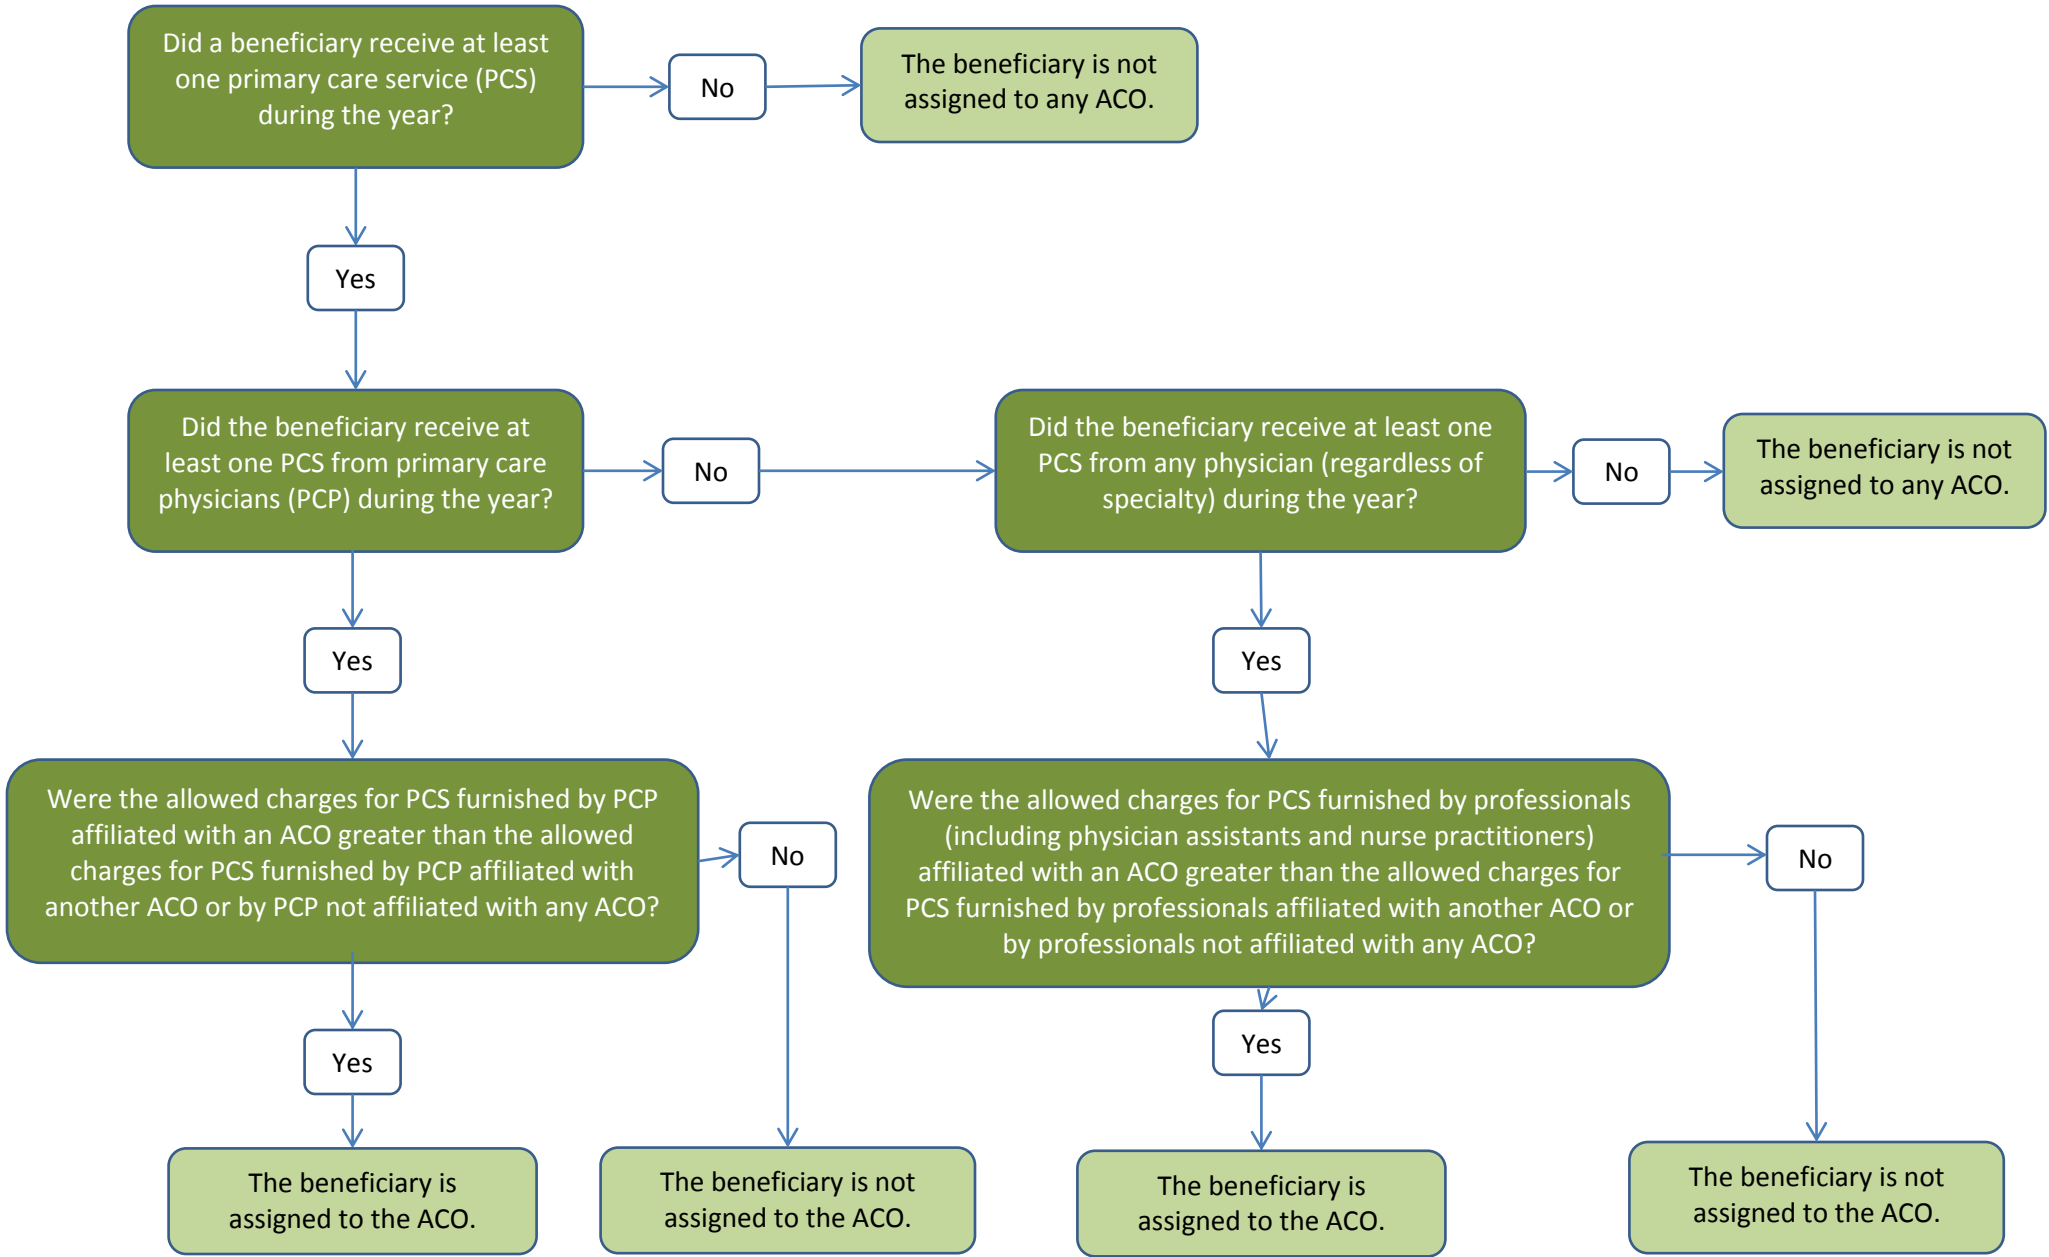 Did a beneficiary receive at least
one primary care service (PCS)
during the year?
No
The beneficiary is not
assigned to any ACO.
Yes
Did the beneficiary receive at
least one PCS from primary care
physicians (PCP) during the year?
No
Did the beneficiary receive at least one
PCS from any physician (regardless of
specialty) during the year?
No
The beneficiary is not
assigned to any ACO.
Yes
Yes
Were the allowed charges for PCS furnished by PCP
affiliated with an ACO greater than the allowed
charges for PCS furnished by PCP affiliated with
another ACO or by PCP not affiliated with any ACO?
No
Were the allowed charges for PCS furnished by professionals
(including physician assistants and nurse practitioners)
affiliated with an ACO greater than the allowed charges for
PCS furnished by professionals affiliated with another ACO or
by professionals not affiliated with any ACO?
No
Yes
Yes
The beneficiary is
assigned to the ACO.
The beneficiary is not
assigned to the ACO.
The beneficiary is
assigned to the ACO.
The beneficiary is not
assigned to the ACO.